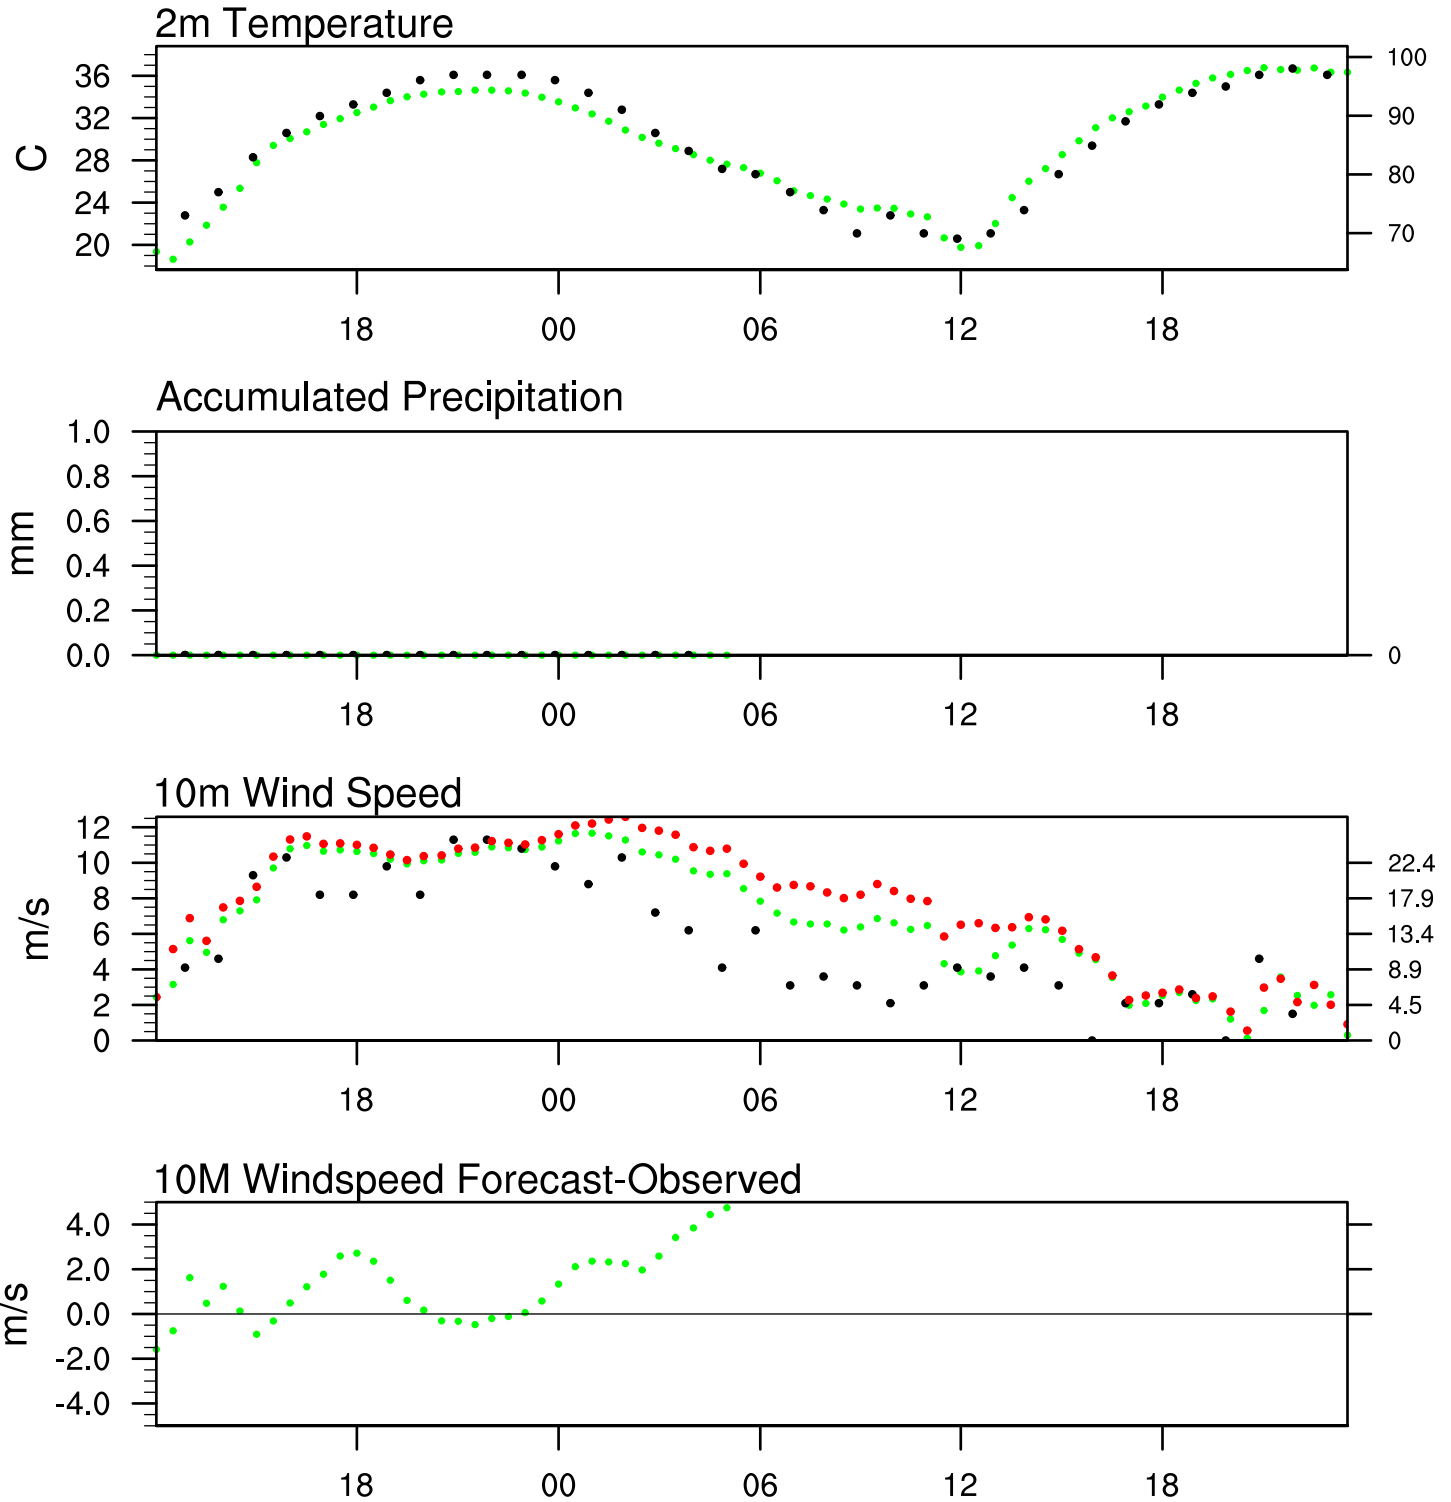 2m Temperature
36
32
28
24
20
C
100
90
80
70
18 00 06 12 18
Accumulated Precipitation
1.0
0.8
0.6
0.4
0.2
0.0
mm
0
18 00 06 12 18
10m Wind Speed
12
10
8
6
4
2
0
m/s
22.4
17.9
13.4
8.9
4.5
0
18 00 06 12 18
10M Windspeed Forecast-Observed
4.0
2.0
0.0
-2.0
-4.0
m/s
18 00 06 12 18